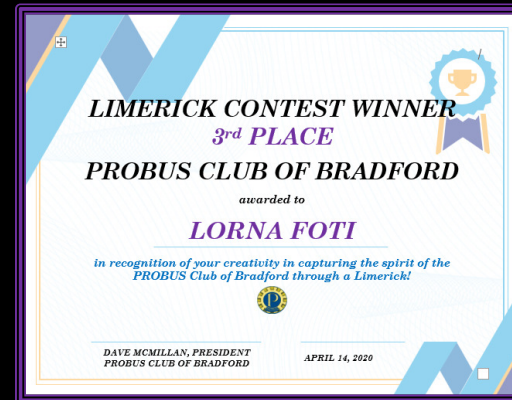 LIMERICK CONTEST WINNER
3rd PLACE
PROBUS CLUB OF BRADFORD
awarded to
LORNA FOTI
in recognition of your creativity in capturing the spirit of the
PROBUS Club of Bradford through a Limerick!
DAVE MCMILLAN, PRESIDENT
PROBUS CLUB OF BRADFORD
APRIL 14, 2020